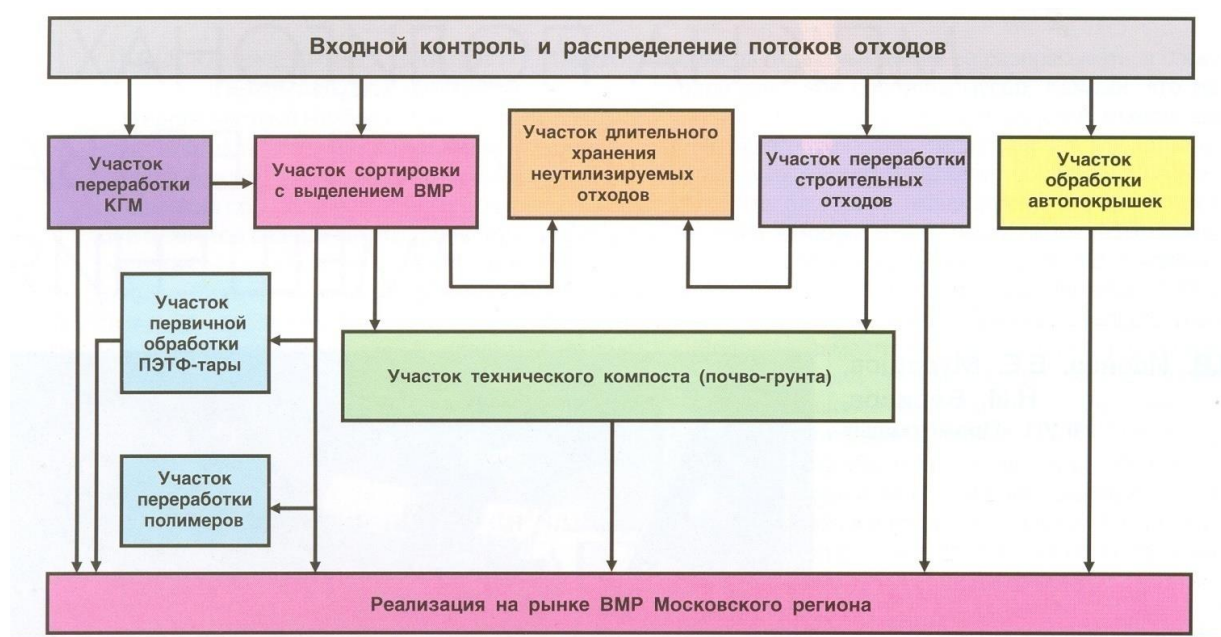 Входной контроль и распределение потоков отходов
Участок
переработки
КГМ
Участок сортировки
с выделением ВМР
Участок длительного
хранения
неутилизируемых
отходов
Участок переработки
строительных
отходов
Участок
обработки
автопокрышек
Участок
первичной
обработки
ПЭТФ-тары
Участок технического компоста (почво-грунта)
Участок
переработки
полимеров
Реализация на рынке ВМР Московского региона